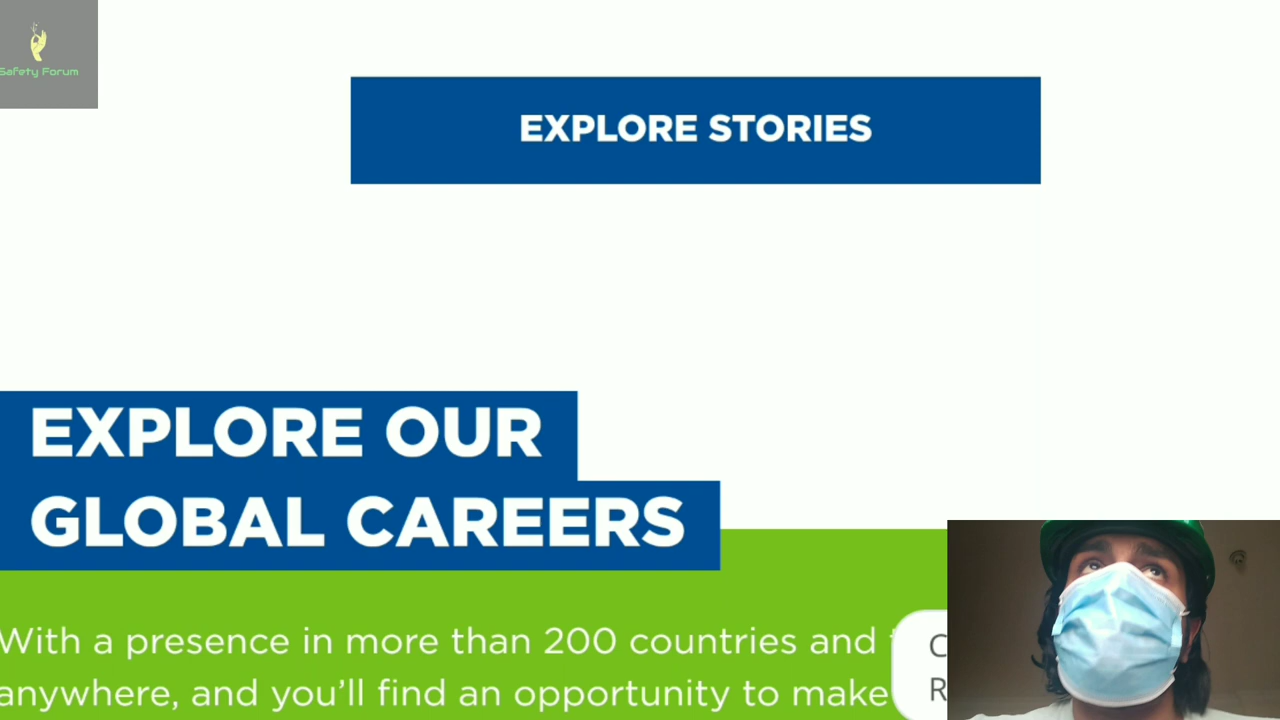 Safety Forum
EXPLORE STORIES
EXPLORE OUR
GLOBAL CAREERS
With a presence in more than 200 countries and
anywhere, and you'll find an opportunity to make